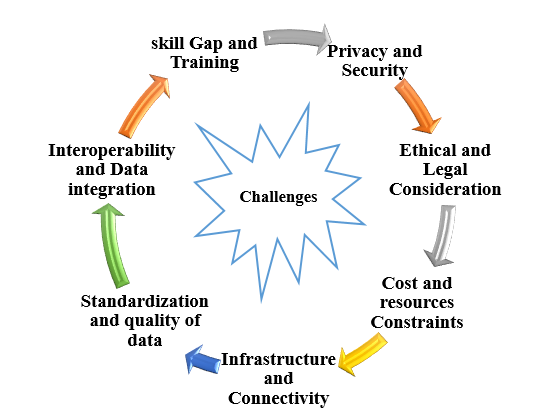 skill Gap and
Training
Privacy and
Security
Ethical and
Legal
Consideration
Cost and
resources
Constraints
Infrastructure
and
Connectivity
Standardization
and quality of
data
Interoperability
and Data
integration
Challenges